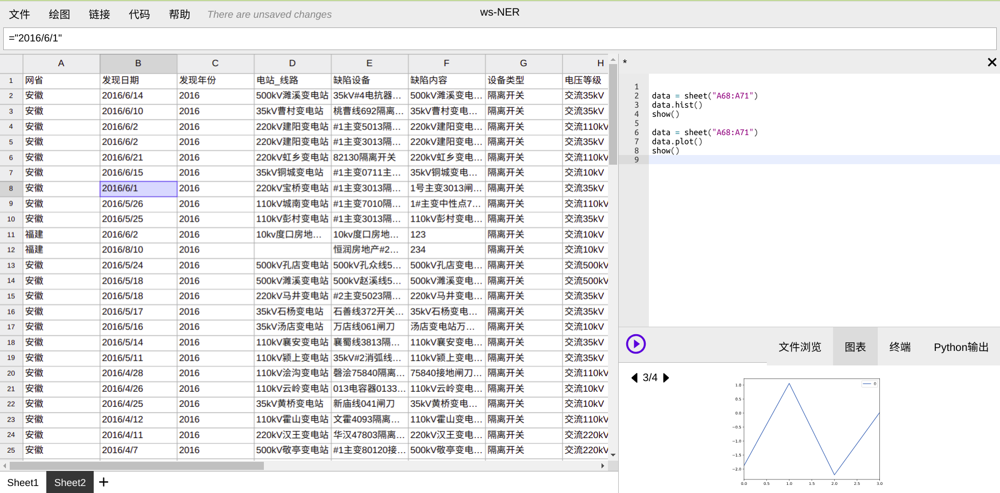 文件 绘图 链接 代码 帮助 There are unsaved changes ws-NER
="2016/6/1"
A B C D E F G H
1 网省 发现日期 发现年份 电站_线路 缺陷设备 缺陷内容 设备类型 电压等级
2 安徽 2016/6/14 2016 500kV濉溪变电站 35kV#4电抗器… 500kV濉溪变电… 隔离开关 交流35kV
3 安徽 2016/6/10 2016 35kV曹村变电站 桃曹线692隔离… 35kV曹村变电… 隔离开关 交流35kV
4 安徽 2016/6/2 2016 220kV建阳变电站 #1主变5013隔… 220kV建阳变电… 隔离开关 交流110kV
5 安徽 2016/6/2 2016 220kV建阳变电站 #1主变3013隔… 220kV建阳变电… 隔离开关 交流35kV
6 安徽 2016/6/21 2016 220kV虹乡变电站 82130隔离开关 220kV虹乡变电… 隔离开关 交流110kV
7 安徽 2016/6/15 2016 35kV铜城变电站 #1主变0711主… 35kV铜城变电… 隔离开关 交流10kV
8 安徽 2016/6/1 2016 220kV宝桥变电站 #1主变3013隔… 1号主变3013闸… 隔离开关 交流35kV
9 安徽 2016/5/26 2016 110kV城南变电站 #1主变7010隔… 1#主变中性点7… 隔离开关 交流110kV
10 安徽 2016/5/25 2016 110kV彭村变电站 #1主变3013隔… 110kV彭村变电… 隔离开关 交流35kV
11 福建 2016/6/2 2016 10kv度口房地… 10kv度口房地… 123 隔离开关 交流10kV
12 福建 2016/8/10 2016 恒润房地产#2… 234 隔离开关 交流10kV
13 安徽 2016/5/24 2016 500kV孔店变电站 500kV孔众线5… 500kV孔店变电… 隔离开关 交流500kV
14 安徽 2016/5/18 2016 500kV濉溪变电站 500kV赵溪线5… 500kV濉溪变电… 隔离开关 交流500kV
15 安徽 2016/5/18 2016 220kV马井变电站 #2主变5023隔… 220kV马井变电… 隔离开关 交流35kV
16 安徽 2016/5/17 2016 35kV石杨变电站 石善线372开关… 35kV石杨变电… 隔离开关 交流35kV
17 安徽 2016/5/16 2016 35kV汤店变电站 万店线061闸刀 汤店变电站万… 隔离开关 交流10kV
18 安徽 2016/5/14 2016 110kV襄安变电站 襄蜀线3813隔… 110kV襄安变电… 隔离开关 交流35kV
19 安徽 2016/5/11 2016 110kV颍上变电站 35kV#2消弧线… 110kV颍上变电… 隔离开关 交流35kV
20 安徽 2016/4/28 2016 110kV浍沟变电站 磬浍75840隔离… 75840接地闸刀… 隔离开关 交流110kV
21 安徽 2016/4/26 2016 110kV云岭变电站 013电容器0133… 110kV云岭变电… 隔离开关 交流10kV
22 安徽 2016/4/25 2016 35kV黄桥变电站 新庙线041闸刀 35kV黄桥变电… 隔离开关 交流10kV
23 安徽 2016/4/12 2016 110kV霍山变电站 文霍4093隔离… 110kV霍山变电… 隔离开关 交流110kV
24 安徽 2016/4/11 2016 220kV汉王变电站 华汉47803隔离… 220kV汉王变电… 隔离开关 交流220kV
25 安徽 2016/4/7 2016 500kV敬亭变电站 #1主变80120接… 500kV敬亭变电… 隔离开关 交流220kV
Sheet1 Sheet2 +
*
1
2 data = sheet("A68:A71")
3 data.hist()
4 show()
5
6 data = sheet("A68:A71")
7 data.plot()
8 show()
9
文件浏览 图表 终端 Python输出
3/4
0
1.0
0.5
0.0
−0.5
−1.0
−1.5
−2.0
0.0 0.5 1.0 1.5 2.0 2.5 3.0